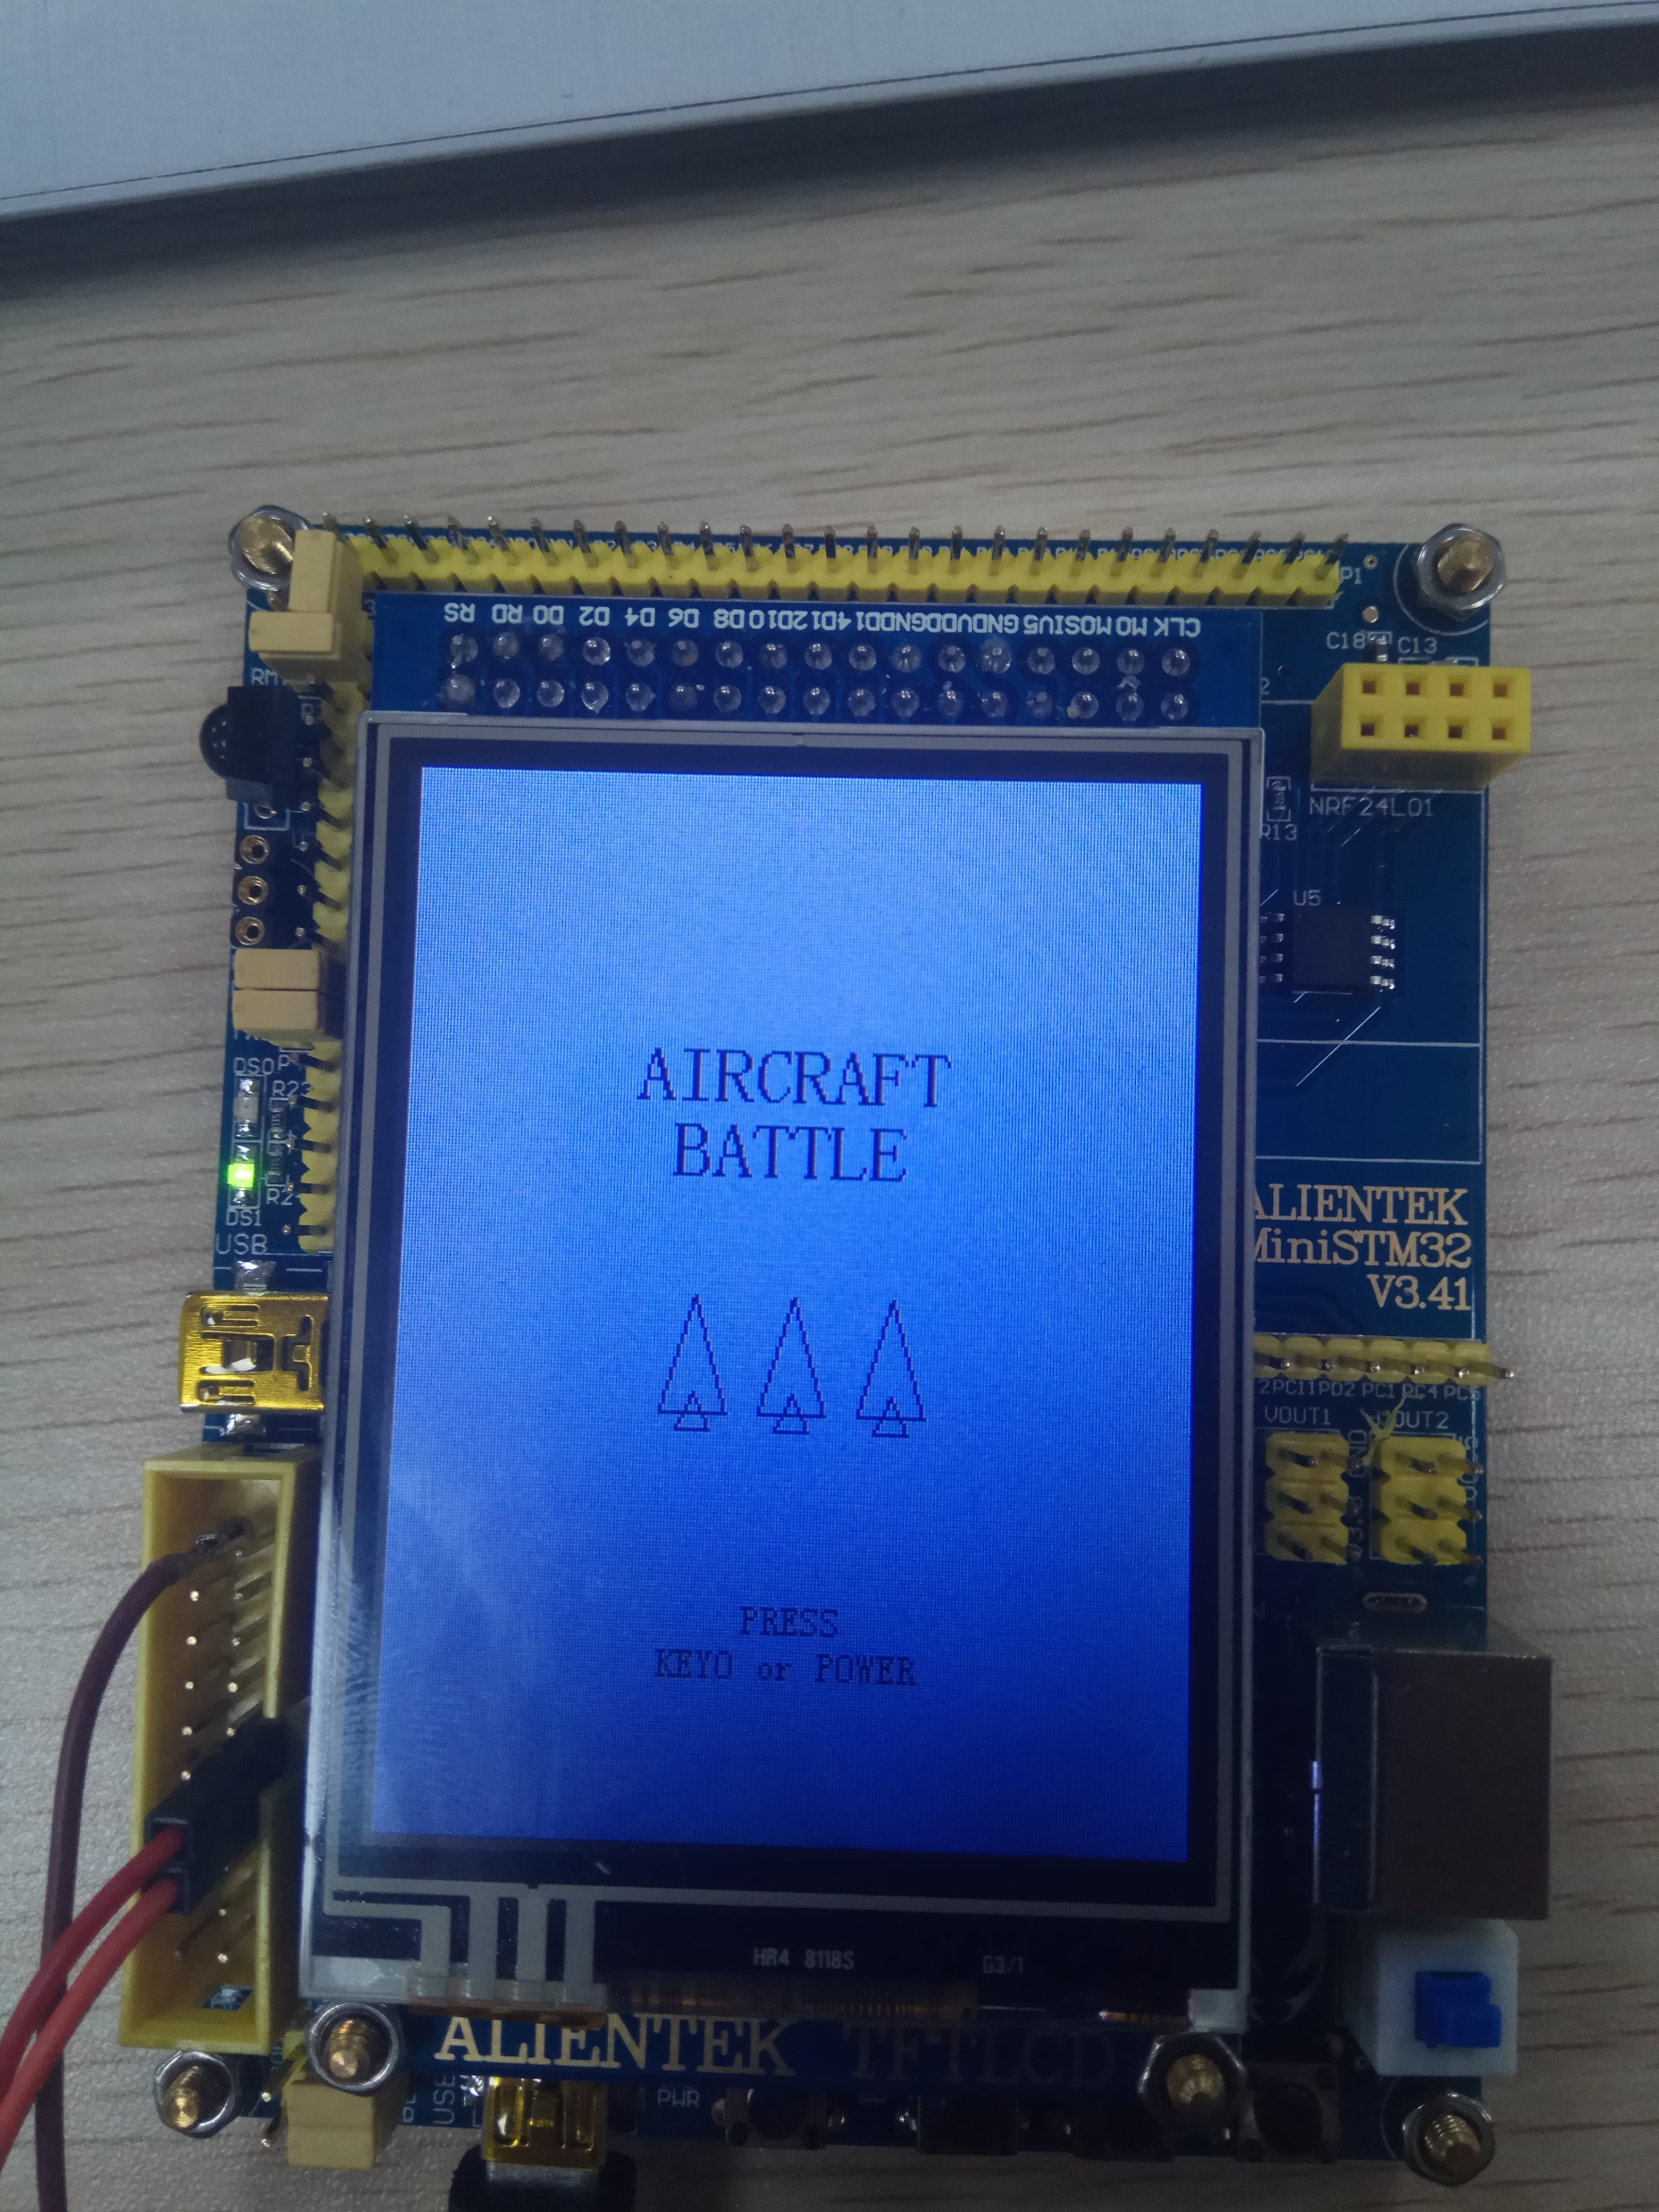 RS RD D0 D2 D4 D6 D8 D10 D12 D14 GND VDD GND V5 MOSI MO CLK
P1
C18 C13
NRF24L01
R13
U5
DS0
R23
DS1
USB
ALIENTEK
MiniSTM32
V3.41
AIRCRAFT
BATTLE
PRESS
KEY0 or POWER
PC11 PD2 PC1 PC4 PC5
VOUT1 VOUT2
GND
HR4 8118S G3/1
ALIENTEK TFTLCD
PWR